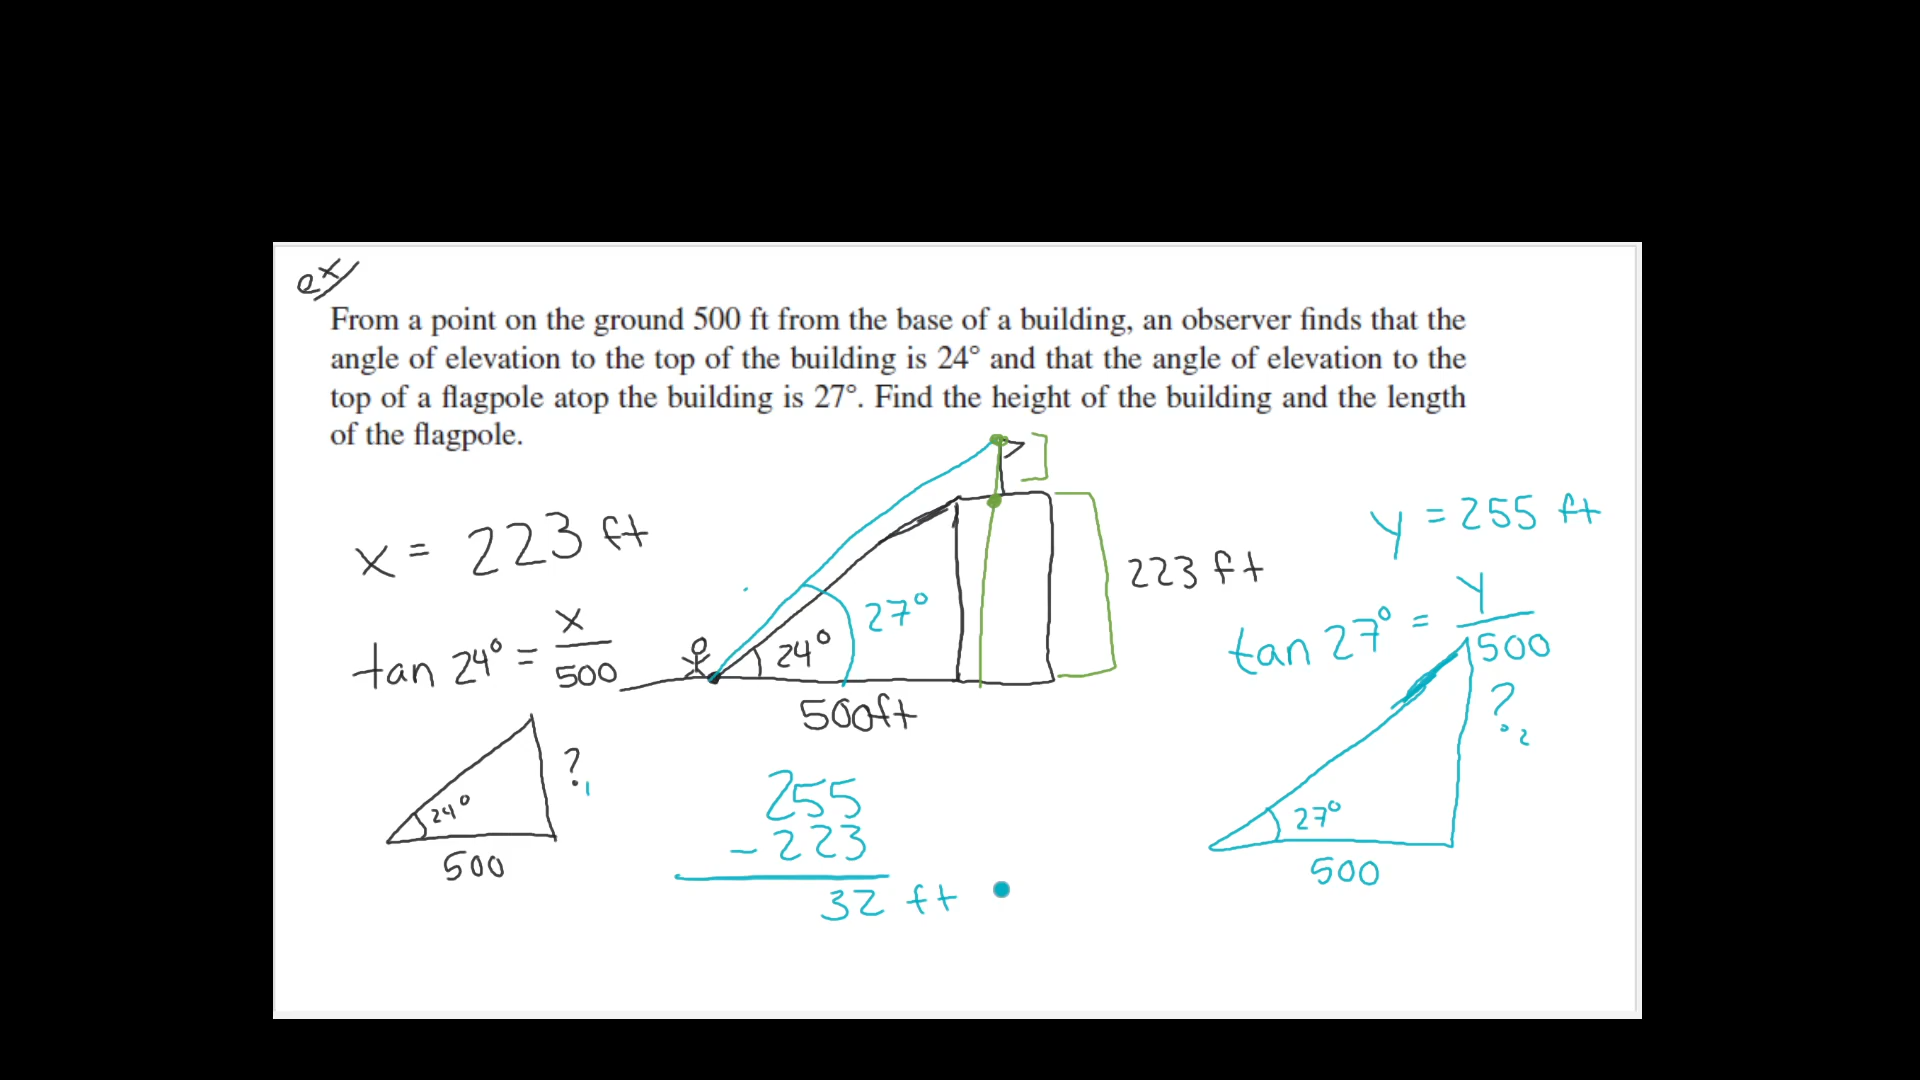 ex
From a point on the ground 500 ft from the base of a building, an observer finds that the
angle of elevation to the top of the building is 24° and that the angle of elevation to the
top of a flagpole atop the building is 27°. Find the height of the building and the length
of the flagpole.
x = 223 ft
tan 24° = x/500
24°
500
?1
24°
27°
500ft
223 ft
255
- 223
32 ft
y = 255 ft
tan 27° = y/500
?2
27°
500